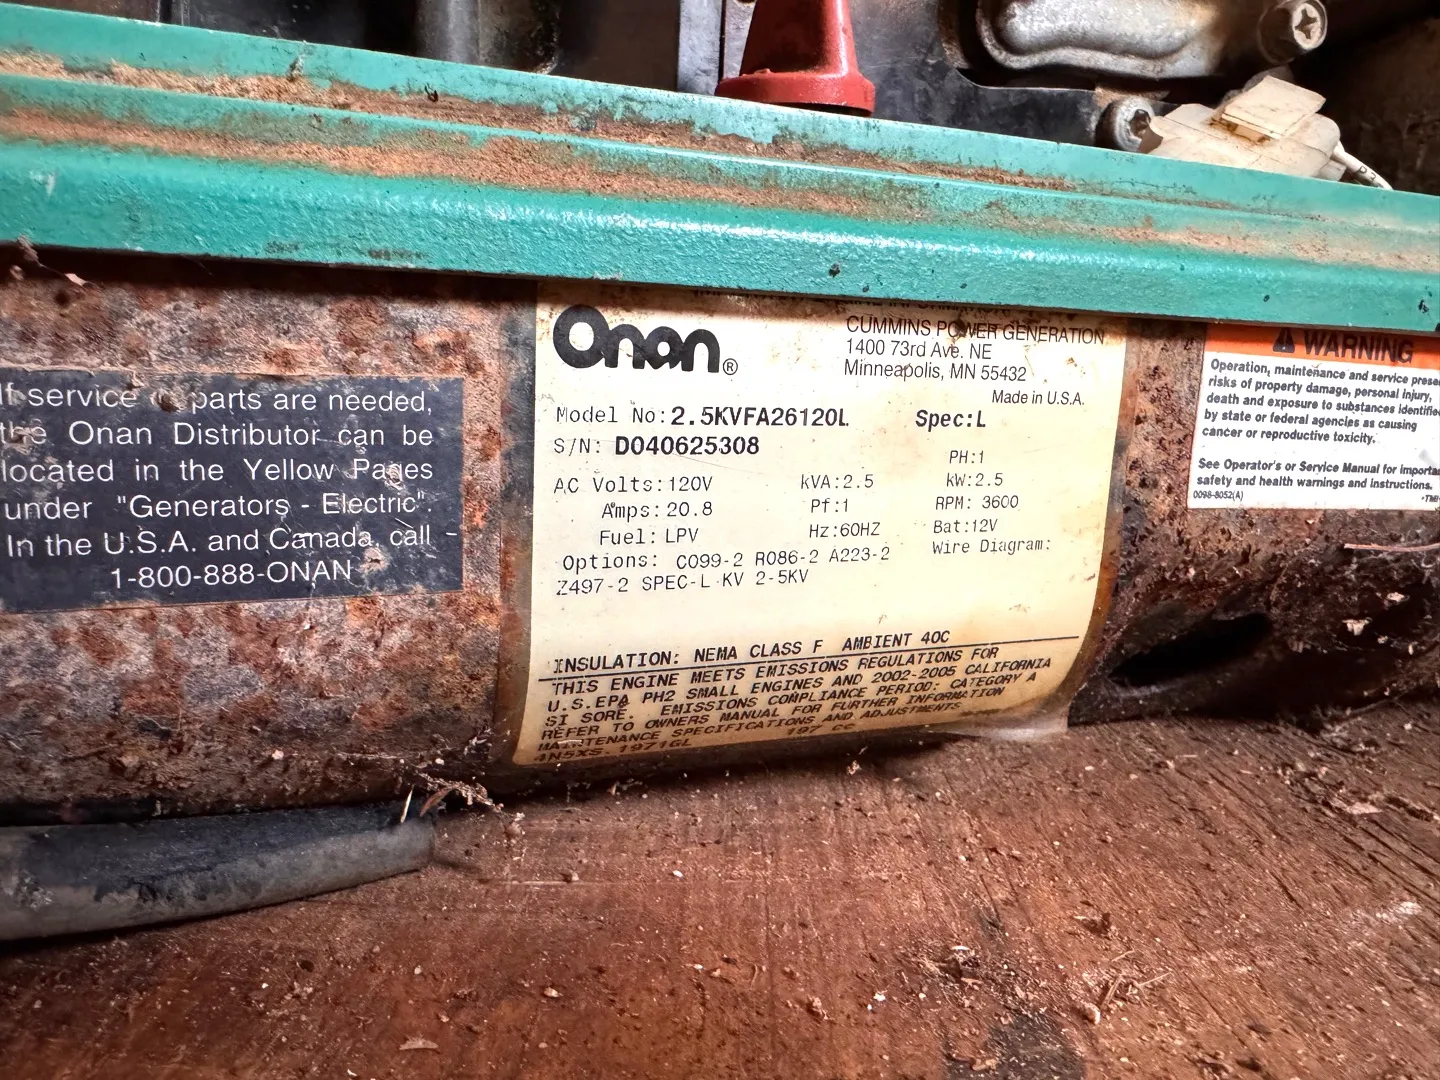 If service or parts are needed,
the Onan Distributor can be
located in the Yellow Pages
under "Generators - Electric".
In the U.S.A. and Canada, call -
1-800-888-ONAN
Onan®
CUMMINS POWER GENERATION
1400 73rd Ave. NE
Minneapolis, MN 55432
Made in U.S.A.
Model No: 2.5KVFA26120L Spec:L
S/N: D040625308
PH:1
AC Volts:120V kVA:2.5 kW:2.5
Amps:20.8 Pf:1 RPM: 3600
Fuel: LPV Hz:60HZ Bat:12V
Options: C099-2 R086-2 A223-2 Wire Diagram:
Z497-2 SPEC-L KV 2-5KV
INSULATION: NEMA CLASS F AMBIENT 40C
THIS ENGINE MEETS EMISSIONS REGULATIONS FOR
U.S.EPA PH2 SMALL ENGINES AND 2002-2005 CALIFORNIA
SI SORE. EMISSIONS COMPLIANCE PERIOD: CATEGORY A
REFER TO OWNERS MANUAL FOR FURTHER INFORMATION
MAINTENANCE SPECIFICATIONS AND ADJUSTMENTS
4N5XS.1971GL 197 cc
WARNING
Operation, maintenance and service prese
risks of property damage, personal injury,
death and exposure to substances identifie
by state or federal agencies as causing
cancer or reproductive toxicity.
See Operator's or Service Manual for importa
safety and health warnings and instructions.
0098-8052(A)